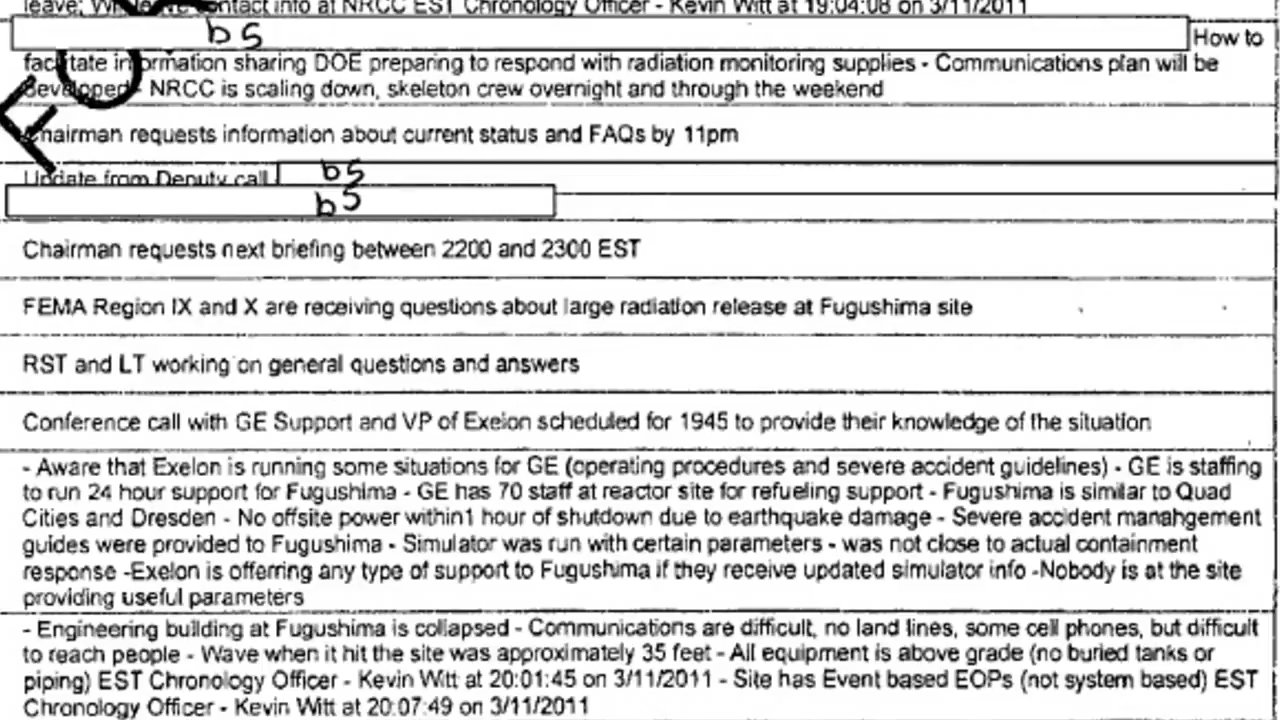 leave; Will leave contact info at NRCC EST Chronology Officer - Kevin Witt at 19:04:08 on 3/11/2011
b5
How to
facilitate information sharing DOE preparing to respond with radiation monitoring supplies - Communications plan will be
developed - NRCC is scaling down, skeleton crew overnight and through the weekend
Chairman requests information about current status and FAQs by 11pm
Update from Deputy call b5
b5
Chairman requests next briefing between 2200 and 2300 EST
FEMA Region IX and X are receiving questions about large radiation release at Fugushima site
RST and LT working on general questions and answers
Conference call with GE Support and VP of Exelon scheduled for 1945 to provide their knowledge of the situation
- Aware that Exelon is running some situations for GE (operating procedures and severe accident guidelines) - GE is staffing
to run 24 hour support for Fugushima - GE has 70 staff at reactor site for refueling support - Fugushima is similar to Quad
Cities and Dresden - No offsite power within1 hour of shutdown due to earthquake damage - Severe accident manahgement
guides were provided to Fugushima - Simulator was run with certain parameters - was not close to actual containment
response -Exelon is offerring any type of support to Fugushima if they receive updated simulator info -Nobody is at the site
providing useful parameters
- Engineering building at Fugushima is collapsed - Communications are difficult, no land lines, some cell phones, but difficult
to reach people - Wave when it hit the site was approximately 35 feet - All equipment is above grade (no buried tanks or
piping) EST Chronology Officer - Kevin Witt at 20:01:45 on 3/11/2011 - Site has Event based EOPs (not system based) EST
Chronology Officer - Kevin Witt at 20:07:49 on 3/11/2011